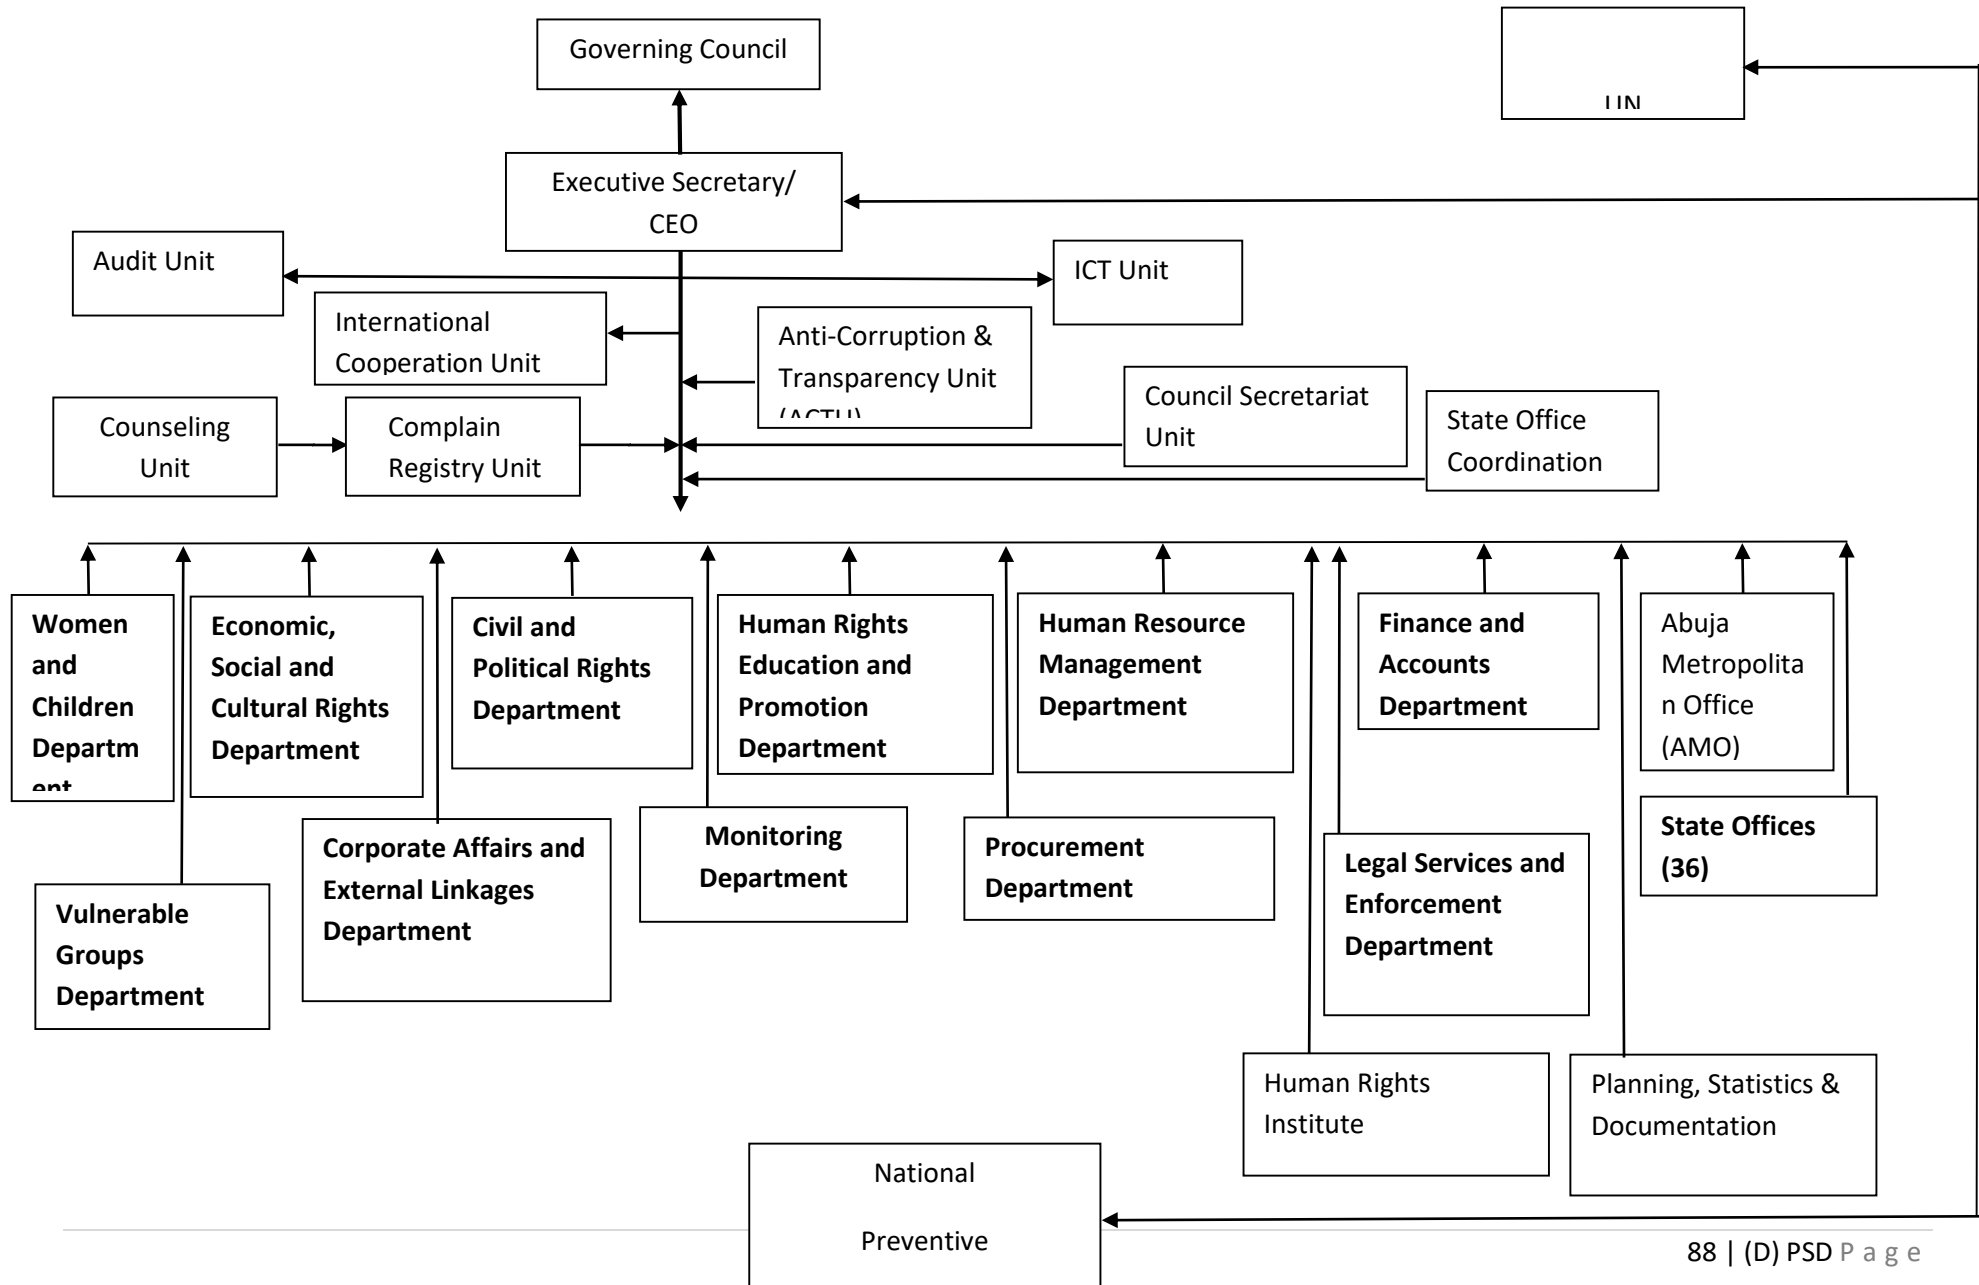 Governing Council
UN
Executive Secretary/
CEO
Audit Unit
ICT Unit
International
Cooperation Unit
Anti-Corruption &
Transparency Unit
(ACTU)
Council Secretariat
Unit
State Office
Coordination
Counseling
Unit
Complain
Registry Unit
Women
and
Children
Departm
ent
Economic,
Social and
Cultural Rights
Department
Civil and
Political Rights
Department
Human Rights
Education and
Promotion
Department
Human Resource
Management
Department
Finance and
Accounts
Department
Abuja
Metropolita
n Office
(AMO)
Vulnerable
Groups
Department
Corporate Affairs and
External Linkages
Department
Monitoring
Department
Procurement
Department
Legal Services and
Enforcement
Department
State Offices
(36)
Human Rights
Institute
Planning, Statistics &
Documentation
National
Preventive
88 | (D) PSD P a g e